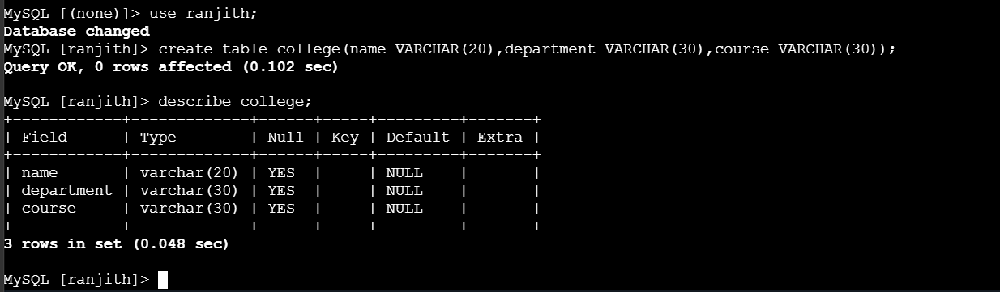 MySQL [(none)]> use ranjith;
Database changed
MySQL [ranjith]> create table college(name VARCHAR(20),department VARCHAR(30),course VARCHAR(30));
Query OK, 0 rows affected (0.102 sec)

MySQL [ranjith]> describe college;
+------------+-------------+------+-----+---------+-------+
| Field      | Type        | Null | Key | Default | Extra |
+------------+-------------+------+-----+---------+-------+
| name       | varchar(20) | YES  |     | NULL    |       |
| department | varchar(30) | YES  |     | NULL    |       |
| course     | varchar(30) | YES  |     | NULL    |       |
+------------+-------------+------+-----+---------+-------+
3 rows in set (0.048 sec)

MySQL [ranjith]>